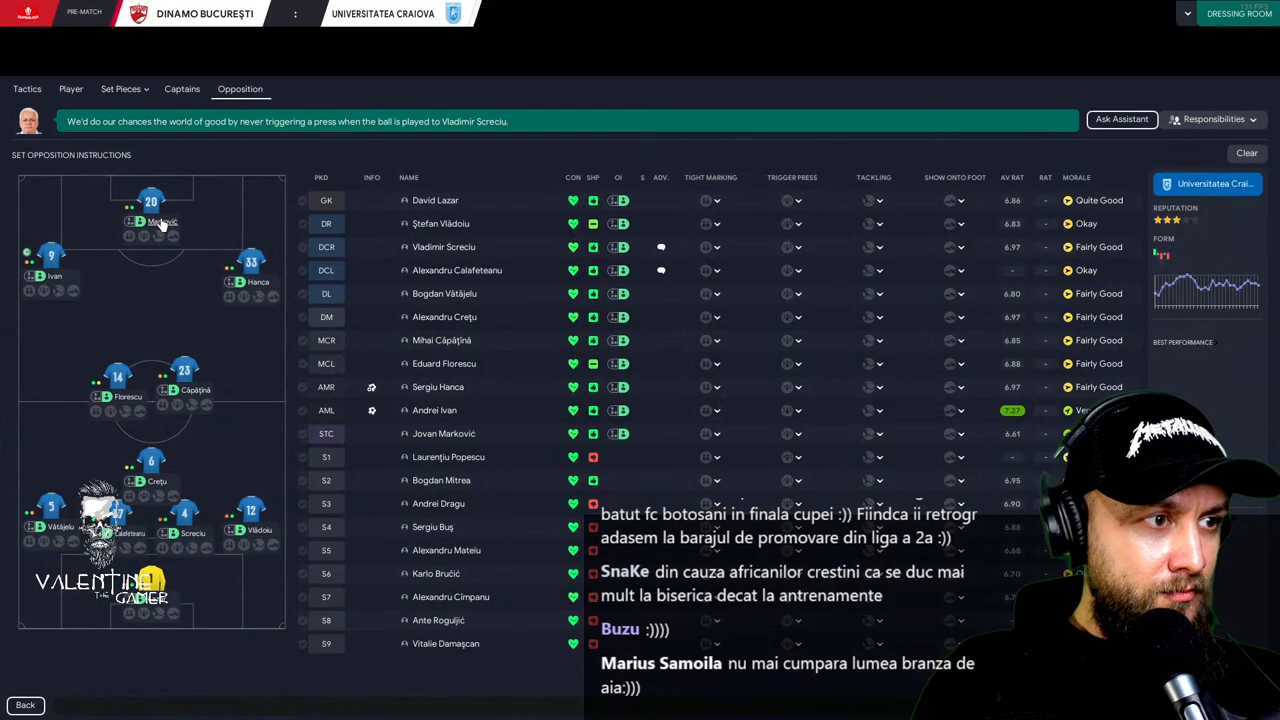 SUPERLIGA PRE-MATCH DINAMO BUCUREȘTI : UNIVERSITATEA CRAIOVA DRESSING ROOM
Tactics Player Set Pieces Captains Opposition
We'd do our chances the world of good by never triggering a press when the ball is played to Vladimir Screciu. Ask Assistant Responsibilities
SET OPPOSITION INSTRUCTIONS Clear
PKD INFO NAME CON SHP OI S ADV. TIGHT MARKING TRIGGER PRESS TACKLING SHOW ONTO FOOT AV RAT RAT MORALE
GK David Lazar 6.86 - Quite Good
DR Ștefan Vlădoiu 6.83 - Okay
DCR Vladimir Screciu 6.97 - Fairly Good
DCL Alexandru Calafeteanu - - Okay
DL Bogdan Vătăjelu 6.80 - Fairly Good
DM Alexandru Crețu 6.97 - Fairly Good
MCR Mihai Căpățînă 6.85 - Fairly Good
MCL Eduard Florescu 6.88 - Fairly Good
AMR Sergiu Hanca 6.97 - Fairly Good
AML Andrei Ivan 7.27 -
STC Jovan Marković 6.61 -
S1 Laurențiu Popescu - -
S2 Bogdan Mitrea 6.95 -
S3 Andrei Dragu 6.90
S4 Sergiu Buș 6.88
S5 Alexandru Mateiu 6.68
S6 Karlo Bručić 6.70
S7 Alexandru Cîmpanu
S8 Ante Roguljić
S9 Vitalie Damașcan
20
Marković
9
Ivan
33
Hanca
14
Florescu
23
Căpățînă
6
Crețu
5
Vătăjelu
Calafeteanu
4
Screciu
12
Vlădoiu
VALENTINE
THE GAMER
Universitatea Crai...
REPUTATION
FORM
BEST PERFORMANCE
batut fc botosani in finala cupei :)) Fiindca ii retrogr
adasem la barajul de promovare din liga a 2a :))
SnaKe din cauza africanilor crestini ca se duc mai
mult la biserica decat la antrenamente
Buzu :))))
Marius Samoila nu mai cumpara lumea branza de
aia:)))
Back